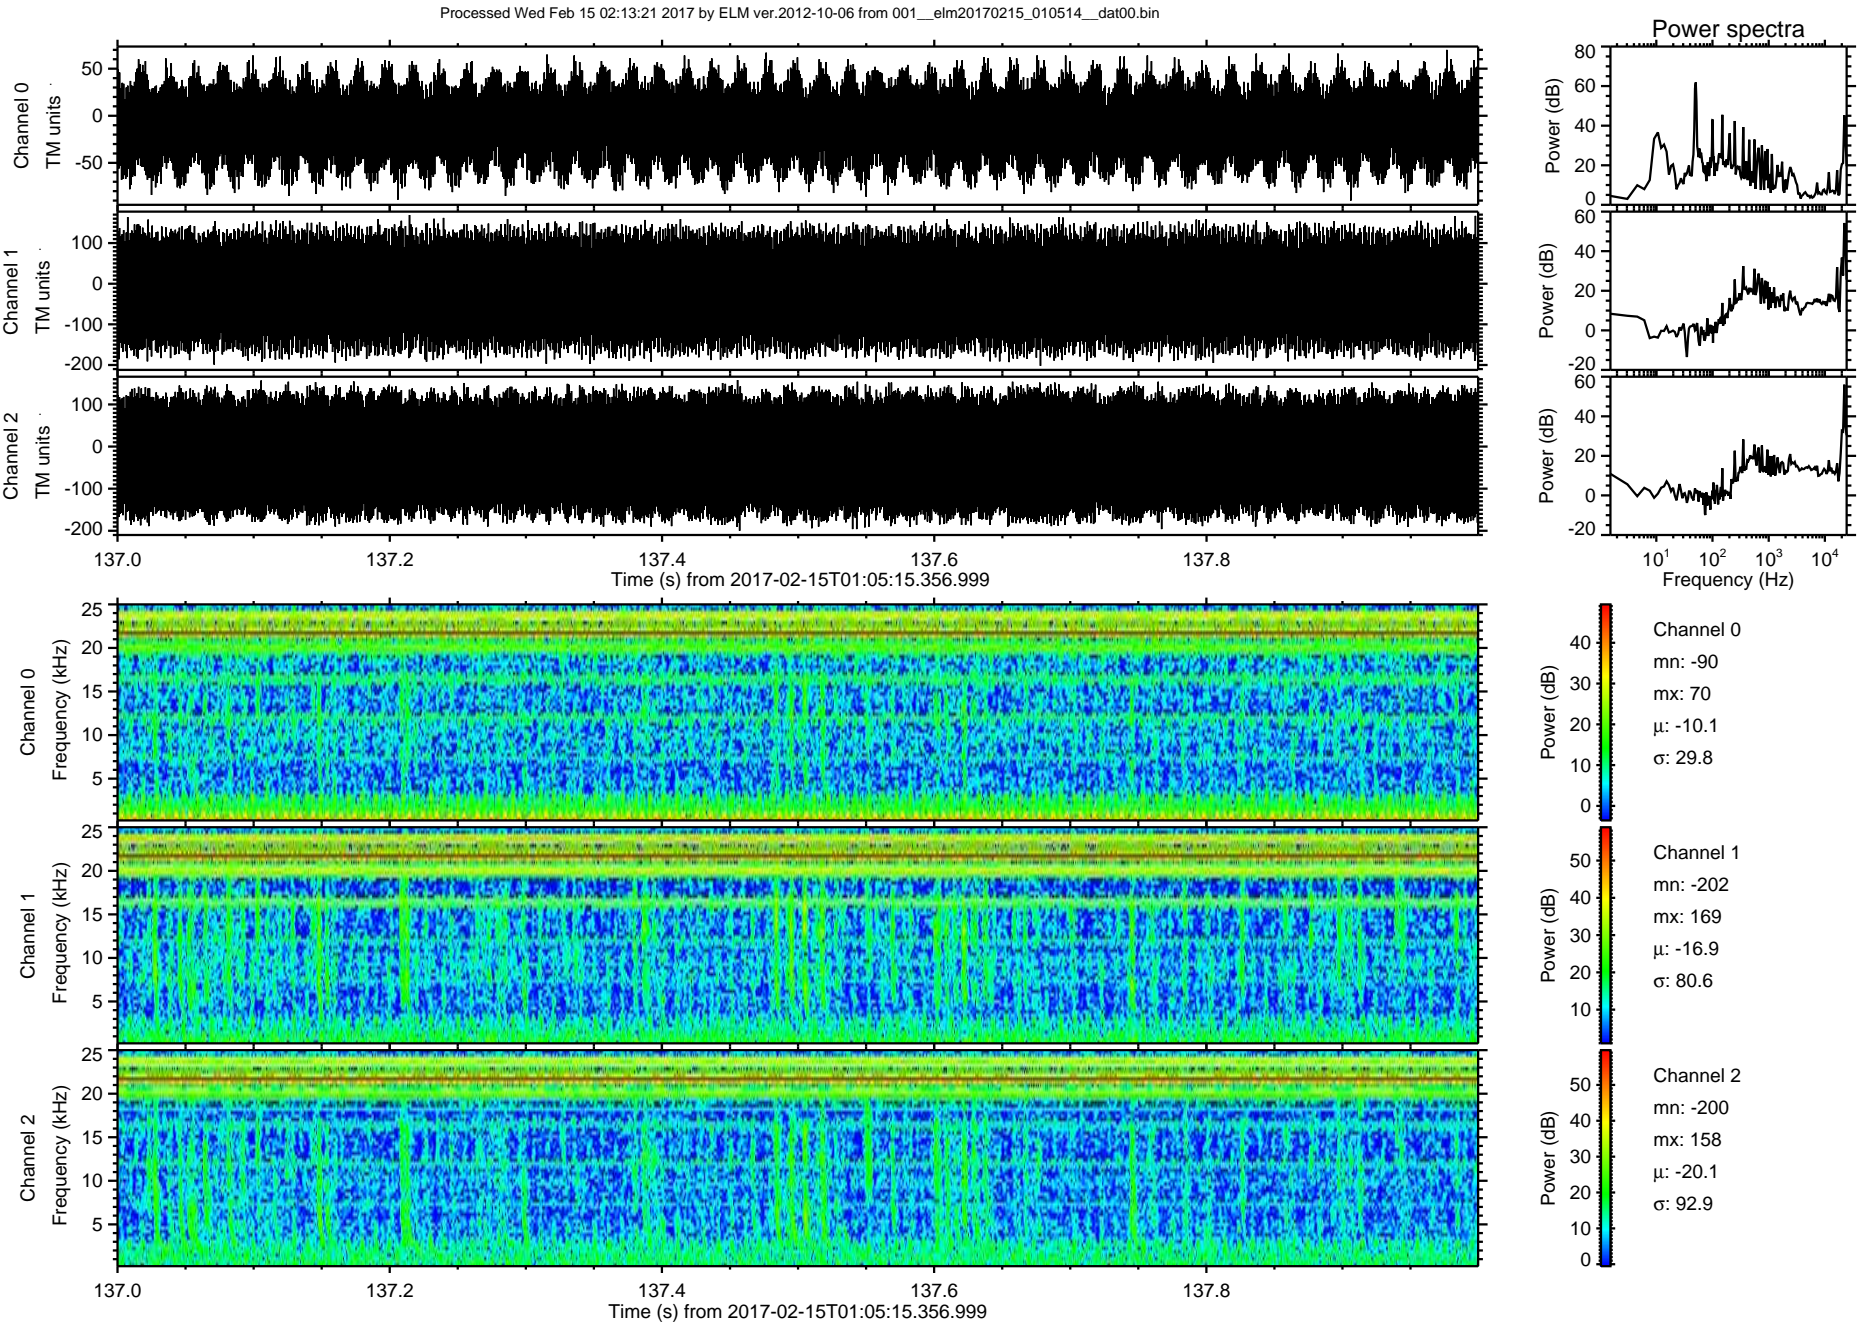 Processed Wed Feb 15 02:13:21 2017 by ELM ver.2012-10-06 from 001__elm20170215_010514__dat00.bin
Power spectra
Channel 0
TM units
50
0
-50
Power (dB)
80
60
40
20
0
Channel 1
TM units
100
0
-100
-200
Power (dB)
60
40
20
0
-20
Channel 2
TM units
100
0
-100
-200
Power (dB)
60
40
20
0
-20
137.0 137.2 137.4 137.6 137.8
Time (s) from 2017-02-15T01:05:15.356.999
10^1 10^2 10^3 10^4
Frequency (Hz)
Channel 0
Frequency (kHz)
25
20
15
10
5
Power (dB)
40
30
20
10
0
Channel 0
mn: -90
mx: 70
μ: -10.1
σ: 29.8
Channel 1
Frequency (kHz)
25
20
15
10
5
Power (dB)
50
40
30
20
10
Channel 1
mn: -202
mx: 169
μ: -16.9
σ: 80.6
Channel 2
Frequency (kHz)
25
20
15
10
5
Power (dB)
50
40
30
20
10
0
Channel 2
mn: -200
mx: 158
μ: -20.1
σ: 92.9
137.0 137.2 137.4 137.6 137.8
Time (s) from 2017-02-15T01:05:15.356.999